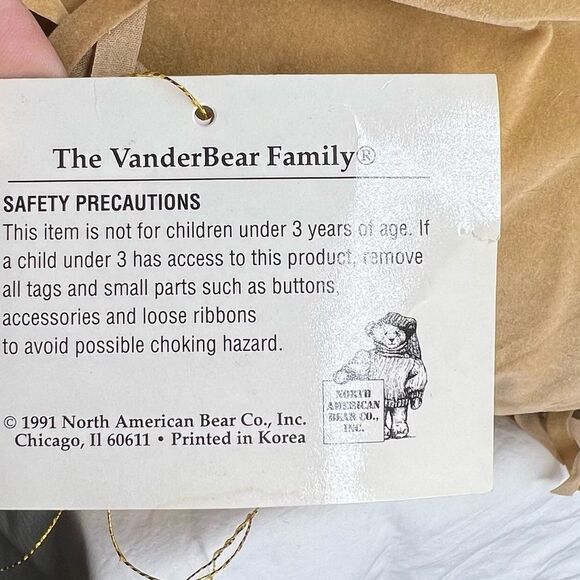 The VanderBear Family®
SAFETY PRECAUTIONS
This item is not for children under 3 years of age. If
a child under 3 has access to this product, remove
all tags and small parts such as buttons,
accessories and loose ribbons
to avoid possible choking hazard.
NORTH
AMERICAN
BEAR CO.,
INC.
© 1991 North American Bear Co., Inc.
Chicago, Il 60611 • Printed in Korea